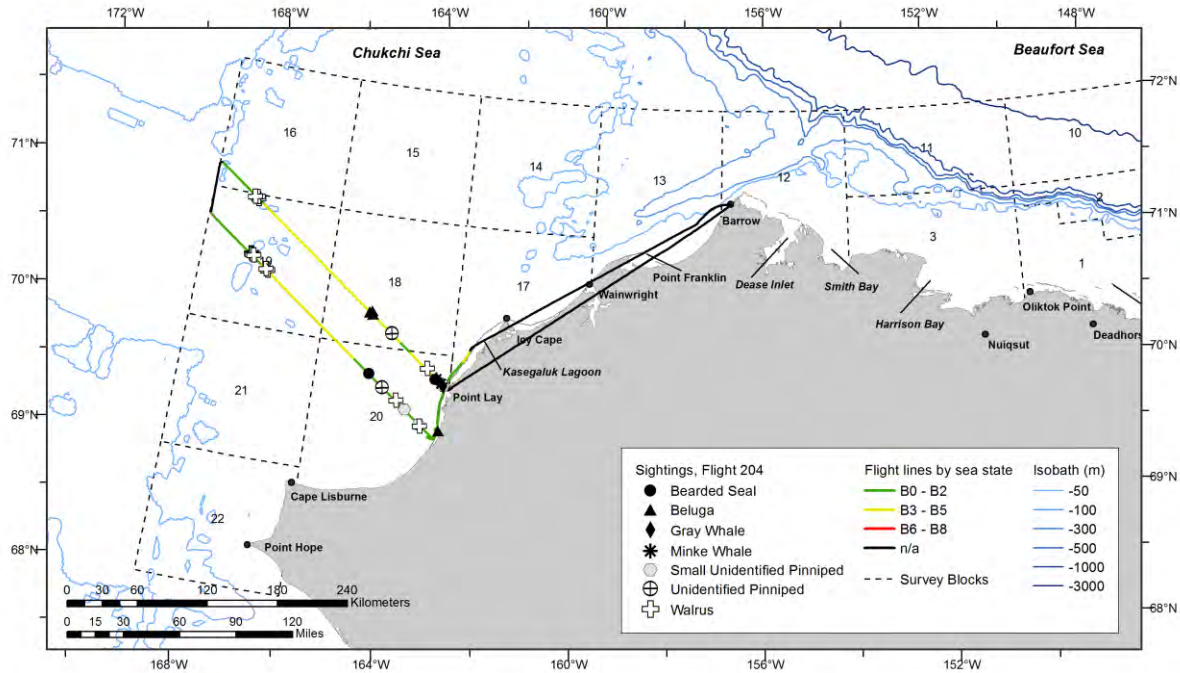 172°W 168°W 164°W 160°W 156°W 152°W 148°W
Chukchi Sea
Beaufort Sea
72°N
71°N
71°N
70°N
70°N
69°N
69°N
68°N
68°N
16
15
14
13
12
11
10
2
3
1
19
18
17
21
20
22
Barrow
Point Franklin
Wainwright
Dease Inlet
Smith Bay
Harrison Bay
Oliktok Point
Nuiqsut
Deadhors
Icy Cape
Kasegaluk Lagoon
Point Lay
Cape Lisburne
Point Hope
0 30 60 120 180 240
Kilometers
0 15 30 60 90 120
Miles
Sightings, Flight 204
Bearded Seal
Beluga
Gray Whale
Minke Whale
Small Unidentified Pinniped
Unidentified Pinniped
Walrus
Flight lines by sea state
B0 - B2
B3 - B5
B6 - B8
n/a
Survey Blocks
Isobath (m)
-50
-100
-300
-500
-1000
-3000
168°W 164°W 160°W 156°W 152°W